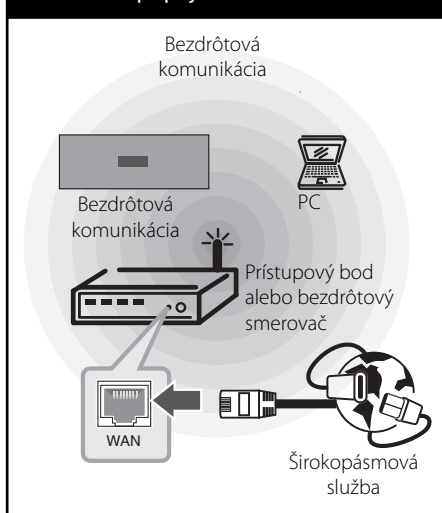 Bezdrôtová
komunikácia
Bezdrôtová
komunikácia
PC
Prístupový bod
alebo bezdrôtový
smerovač
WAN
Širokopásmová
služba